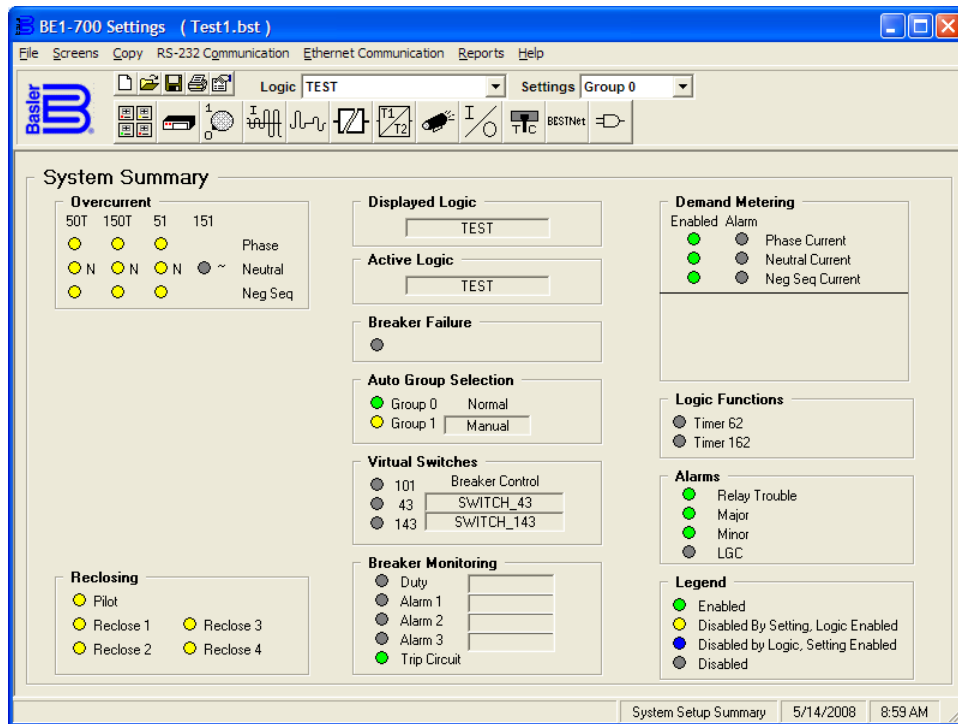 BE1-700 Settings ( Test1.bst )
File Screens Copy RS-232 Communication Ethernet Communication Reports Help
Basler B ®
Logic TEST Settings Group 0
1 0 I T1 T2 I O T C BESTNet
System Summary
Overcurrent
50T 150T 51 151
Phase
N N N ~ Neutral
Neg Seq
Reclosing
Pilot
Reclose 1 Reclose 3
Reclose 2 Reclose 4
Displayed Logic
TEST
Active Logic
TEST
Breaker Failure
Auto Group Selection
Group 0 Normal
Group 1 Manual
Virtual Switches
101 Breaker Control
43 SWITCH_43
143 SWITCH_143
Breaker Monitoring
Duty
Alarm 1
Alarm 2
Alarm 3
Trip Circuit
Demand Metering
Enabled Alarm
Phase Current
Neutral Current
Neg Seq Current
Logic Functions
Timer 62
Timer 162
Alarms
Relay Trouble
Major
Minor
LGC
Legend
Enabled
Disabled By Setting, Logic Enabled
Disabled by Logic, Setting Enabled
Disabled
System Setup Summary 5/14/2008 8:59 AM